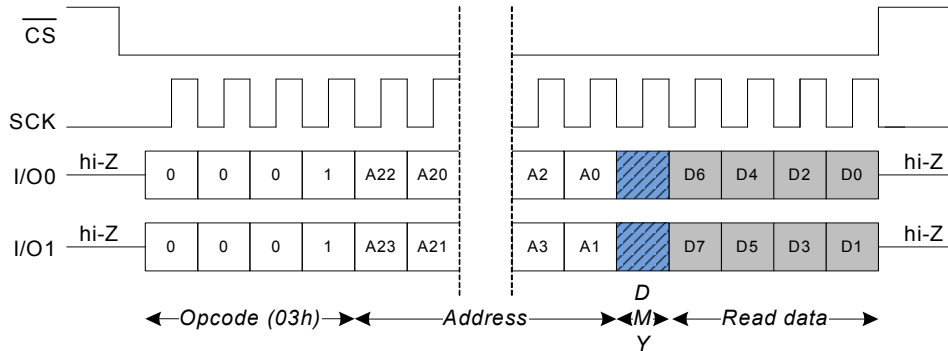 CS
SCK
hi-Z 0 0 0 1 A22 A20 A2 A0 D6 D4 D2 D0 hi-Z
I/O0
hi-Z 0 0 0 1 A23 A21 A3 A1 D7 D5 D3 D1 hi-Z
I/O1
Opcode (03h) Address D M Y Read data